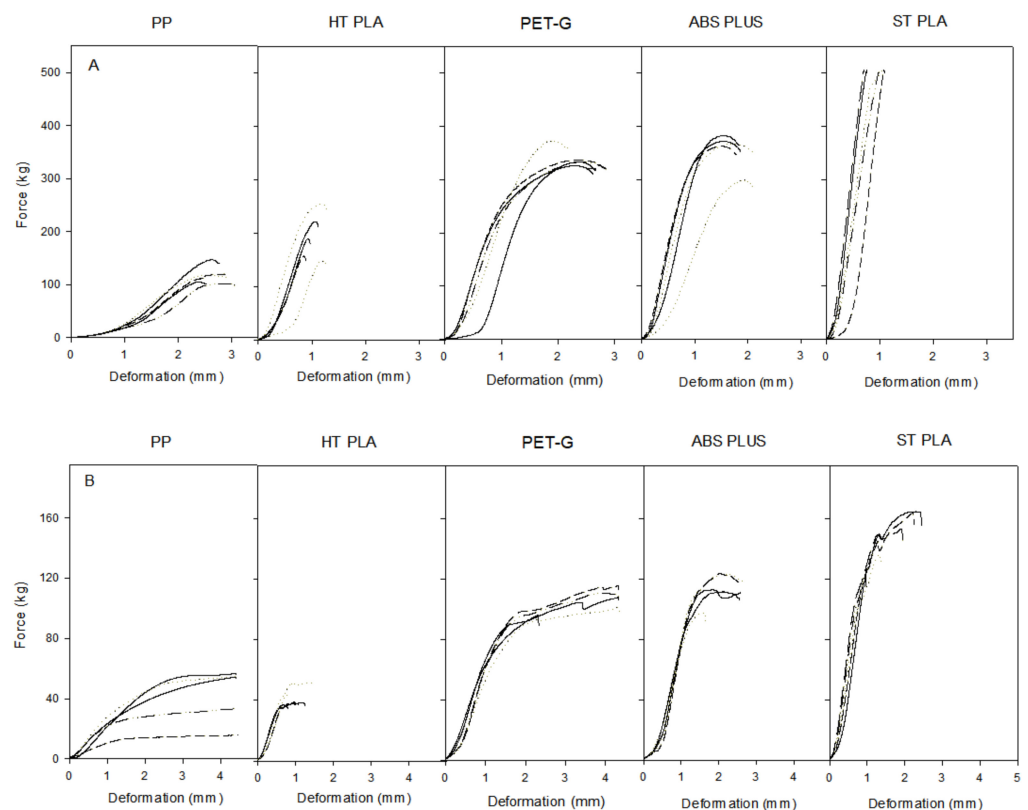 PP HT PLA PET-G ABS PLUS ST PLA
A
500
400
300
200
100
0
Force (kg)
0 1 2 3 0 1 2 3 4 0 1 2 3 0 1 2 3 0 1 2 3
Deformation (mm) Deformation (mm) Deformation (mm) Deformation (mm) Deformation (mm)
PP HT PLA PET-G ABS PLUS ST PLA
B
160
120
80
40
0
Force (kg)
0 1 2 3 4 0 1 2 3 4 0 1 2 3 4 0 1 2 3 4 0 1 2 3 4 5
Deformation (mm) Deformation (mm) Deformation (mm) Deformation (mm) Deformation (mm)